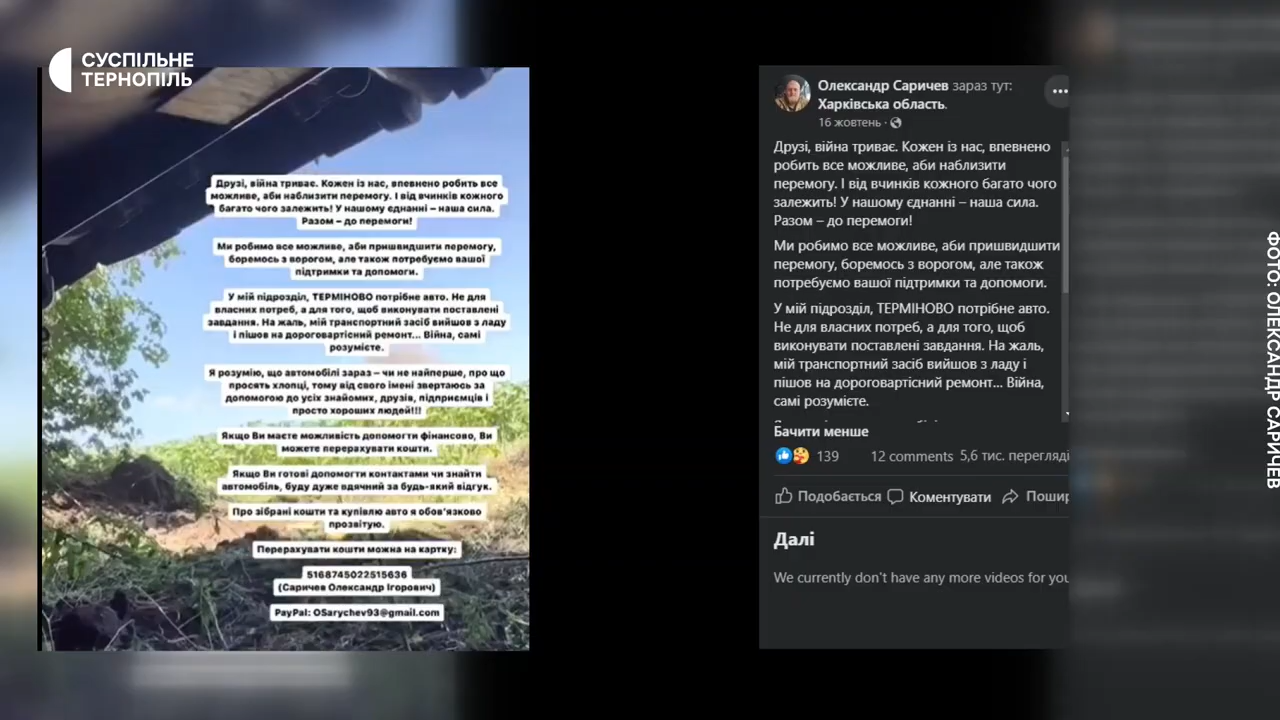 СУСПІЛЬНЕ
ТЕРНОПІЛЬ
Друзі, війна триває. Кожен із нас, впевнено робить все
можливе, аби наблизити перемогу. І від вчинків кожного
багато чого залежить! У нашому єднанні – наша сила.
Разом – до перемоги!
Ми робимо все можливе, аби пришвидшити перемогу,
боремось з ворогом, але також потребуємо вашої
підтримки та допомоги.
У мій підрозділ, ТЕРМІНОВО потрібне авто. Не для
власних потреб, а для того, щоб виконувати поставлені
завдання. На жаль, мій транспортний засіб вийшов з ладу
і пішов на дороговартісний ремонт... Війна, самі
розумієте.
Я розумію, що автомобілі зараз – чи не найперше, про що
просять хлопці, тому від свого імені звертаюсь за
допомогою до усіх знайомих, друзів, підприємців і
просто хороших людей!!!
Якщо Ви маєте можливість допомогти фінансово, Ви
можете перерахувати кошти.
Якщо Ви готові допомогти контактами чи знайти
автомобіль, буду дуже вдячний за будь-який відгук.
Про зібрані кошти та купівлю авто я обов'язково
прозвітую.
Перерахувати кошти можна на картку:
5168745022515636
(Саричев Олександр Ігорович)
PayPal: OSarychev93@gmail.com
Олександр Саричев зараз тут:
Харківська область.
16 жовтень ·
Друзі, війна триває. Кожен із нас, впевнено
робить все можливе, аби наблизити
перемогу. І від вчинків кожного багато чого
залежить! У нашому єднанні – наша сила.
Разом – до перемоги!
Ми робимо все можливе, аби пришвидшити
перемогу, боремось з ворогом, але також
потребуємо вашої підтримки та допомоги.
У мій підрозділ, ТЕРМІНОВО потрібне авто.
Не для власних потреб, а для того, щоб
виконувати поставлені завдання. На жаль,
мій транспортний засіб вийшов з ладу і
пішов на дороговартісний ремонт... Війна,
самі розумієте.
Бачити менше
139 12 comments 5,6 тис. перегляді
Подобається Коментувати Пошир
Далі
We currently don't have any more videos for you
ФОТО: ОЛЕКСАНДР САРИЧЕВ